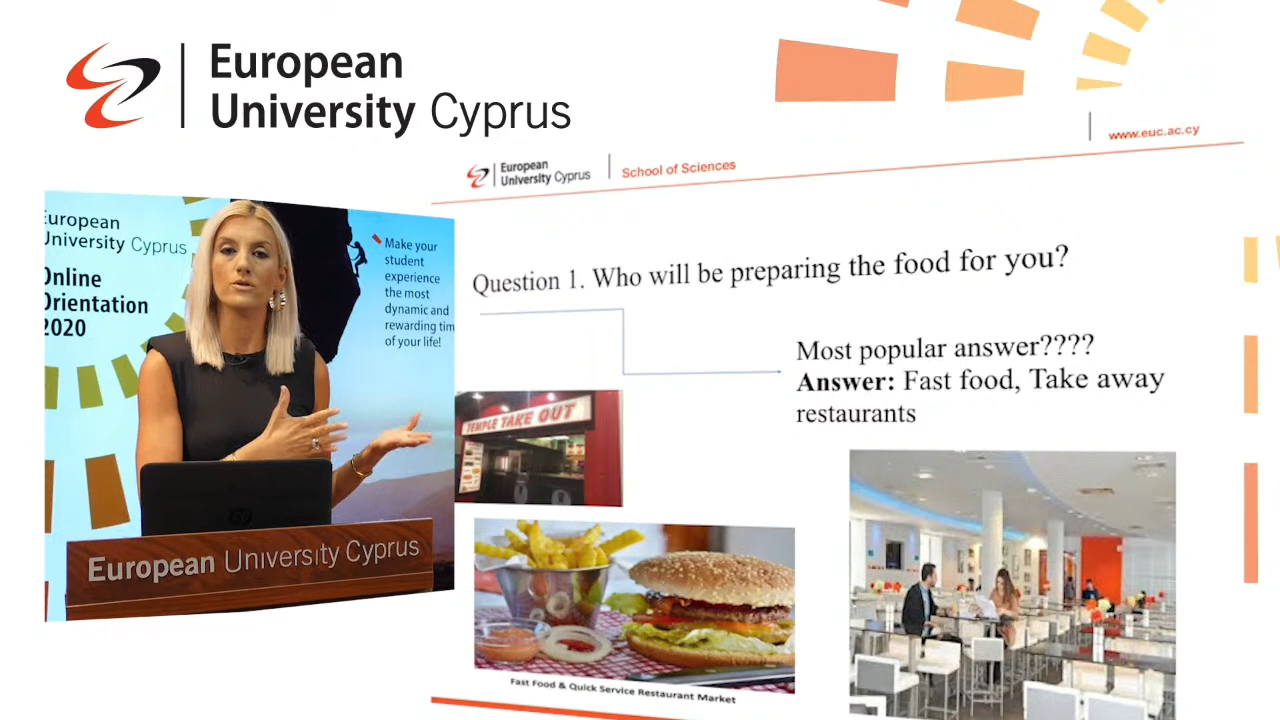 European
University Cyprus
www.euc.ac.cy
European
University Cyprus
School of Sciences
European
University Cyprus
Online
Orientation
2020
Make your
student
experience
the most
dynamic and
rewarding tim
of your life!
European University Cyprus
Question 1. Who will be preparing the food for you?
Most popular answer????
Answer: Fast food, Take away
restaurants
TEMPLE TAKE OUT
Fast Food & Quick Service Restaurant Market